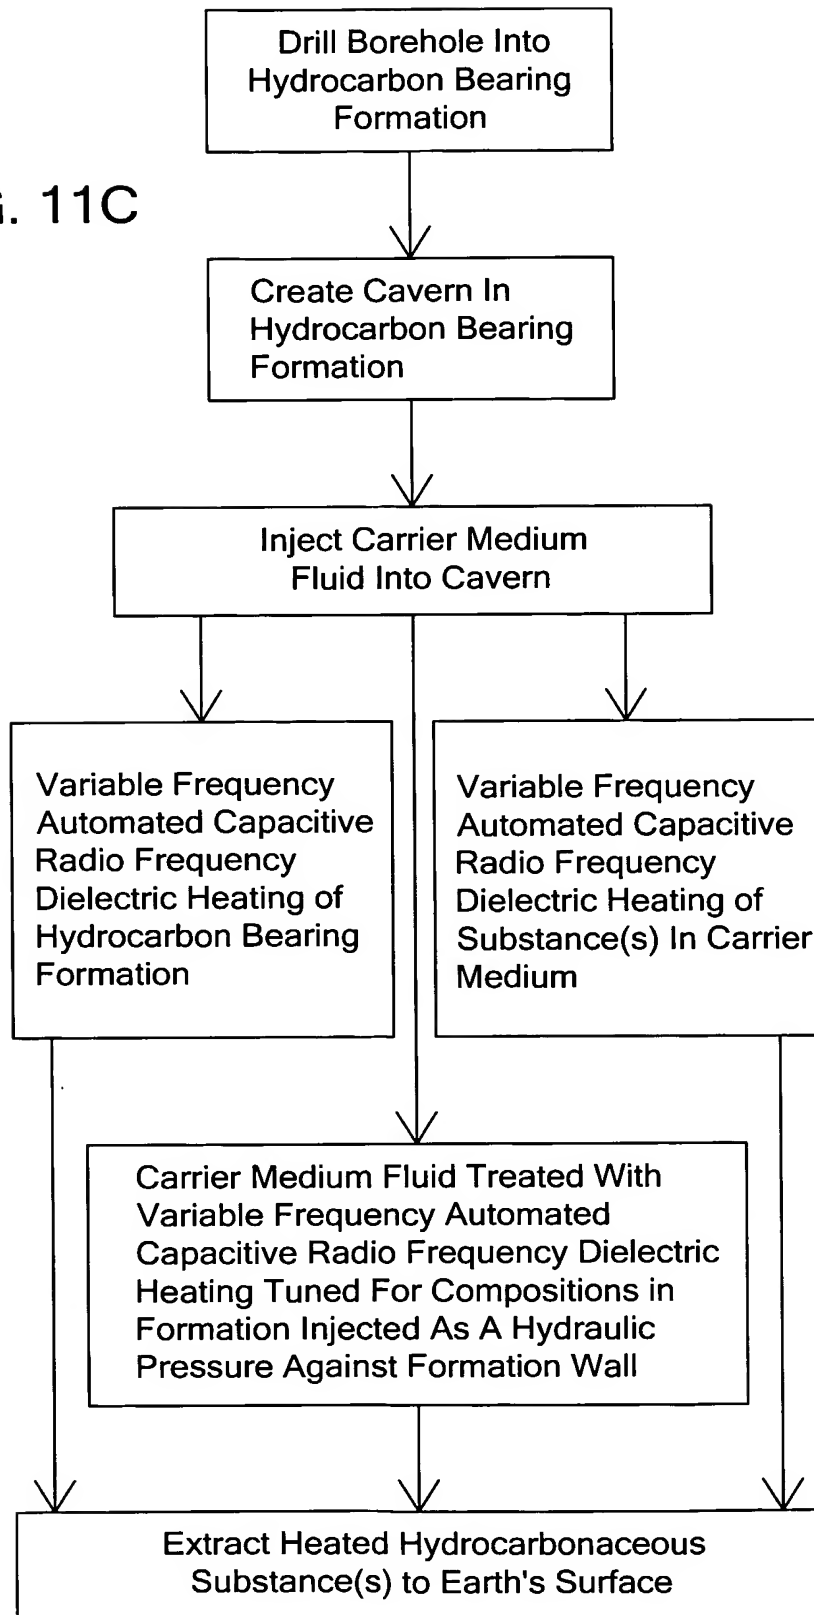 Drill Borehole Into
Hydrocarbon Bearing
Formation
. 11C
Create Cavern In
Hydrocarbon Bearing
Formation
Inject Carrier Medium
Fluid Into Cavern
Variable Frequency
Automated Capacitive
Radio Frequency
Dielectric Heating of
Hydrocarbon Bearing
Formation
Variable Frequency
Automated Capacitive
Radio Frequency
Dielectric Heating of
Substance(s) In Carrier
Medium
Carrier Medium Fluid Treated With
Variable Frequency Automated
Capacitive Radio Frequency Dielectric
Heating Tuned For Compositions in
Formation Injected As A Hydraulic
Pressure Against Formation Wall
Extract Heated Hydrocarbonaceous
Substance(s) to Earth's Surface